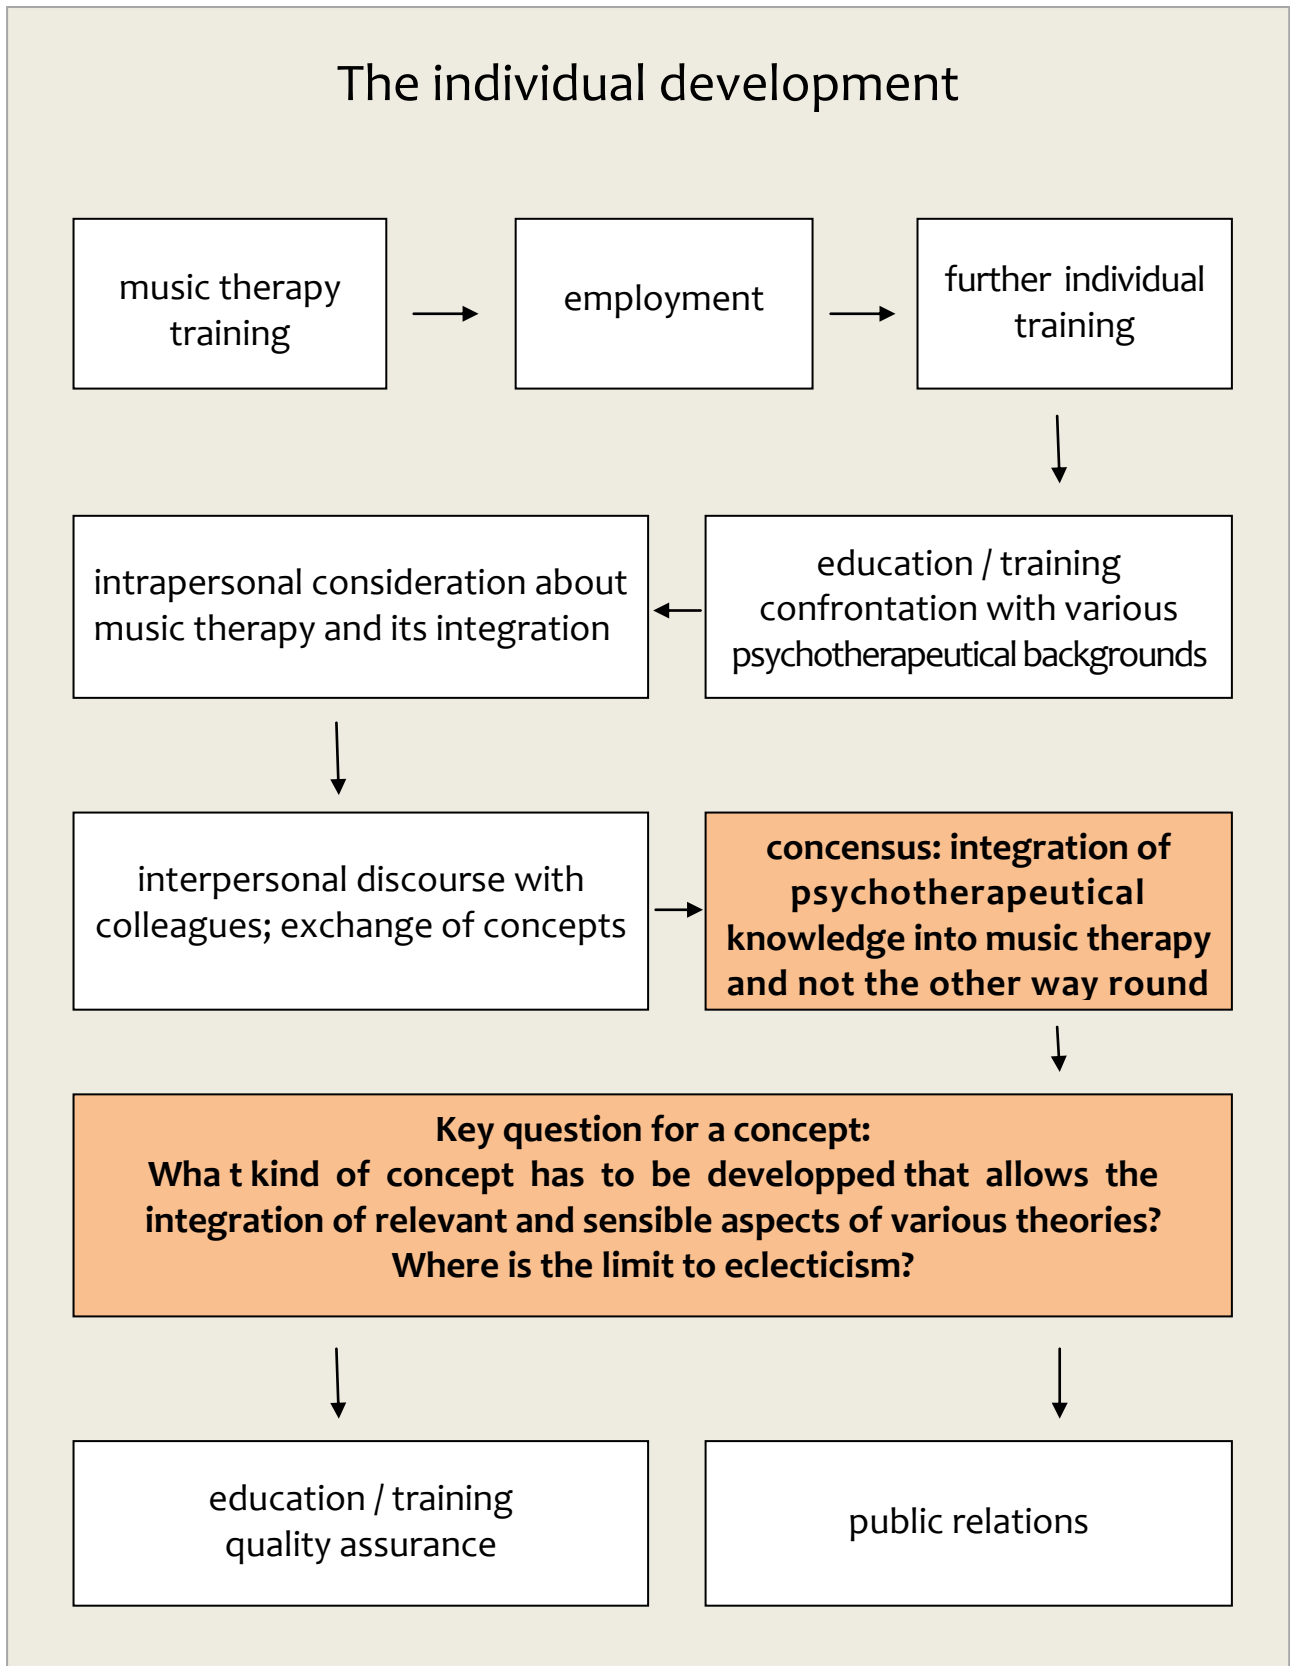 The individual development
music therapy
training
employment
further individual
training
intrapersonal consideration about
music therapy and its integration
education / training
confrontation with various
psychotherapeutical backgrounds
interpersonal discourse with
colleagues; exchange of concepts
concensus: integration of
psychotherapeutical
knowledge into music therapy
and not the other way round
Key question for a concept:
Wha t kind of concept has to be developped that allows the
integration of relevant and sensible aspects of various theories?
Where is the limit to eclecticism?
education / training
quality assurance
public relations